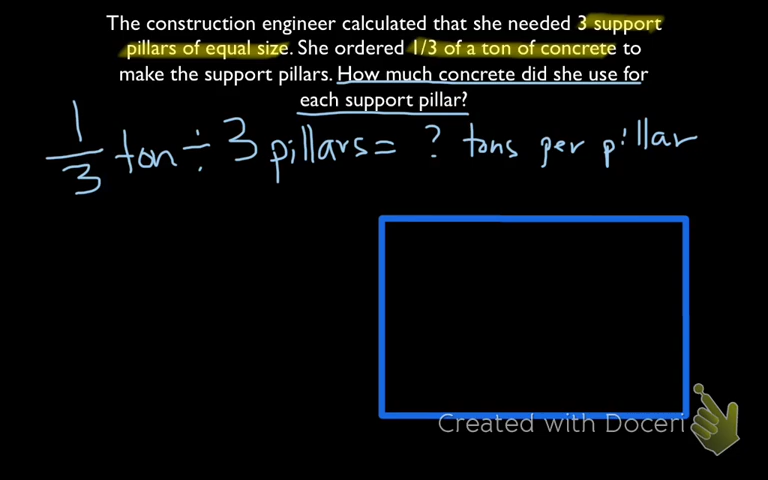 The construction engineer calculated that she needed 3 support
pillars of equal size. She ordered 1/3 of a ton of concrete to
make the support pillars. How much concrete did she use for
each support pillar?
1/3 ton ÷ 3 pillars = ? tons per pillar
Created with Doceri